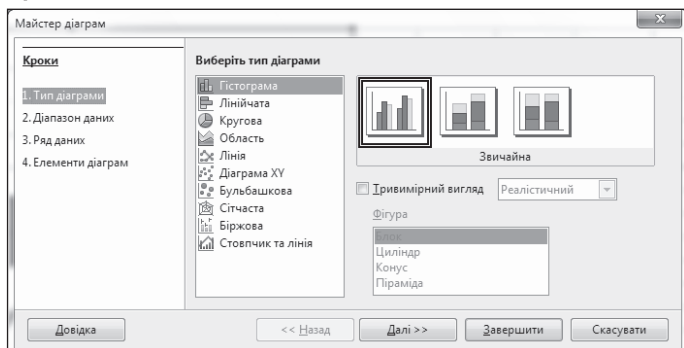 Майстер діаграм
Кроки
1. Тип діаграми
2. Діапазон даних
3. Ряд даних
4. Елементи діаграм
Виберіть тип діаграми
Гістограма
Лінійчата
Кругова
Область
Лінія
Діаграма XY
Бульбашкова
Сітчаста
Біржова
Стовпчик та лінія
Звичайна
Тривимірний вигляд
Реалістичний
Фігура
Блок
Циліндр
Конус
Піраміда
Довідка
<< Назад
Далі >>
Завершити
Скасувати